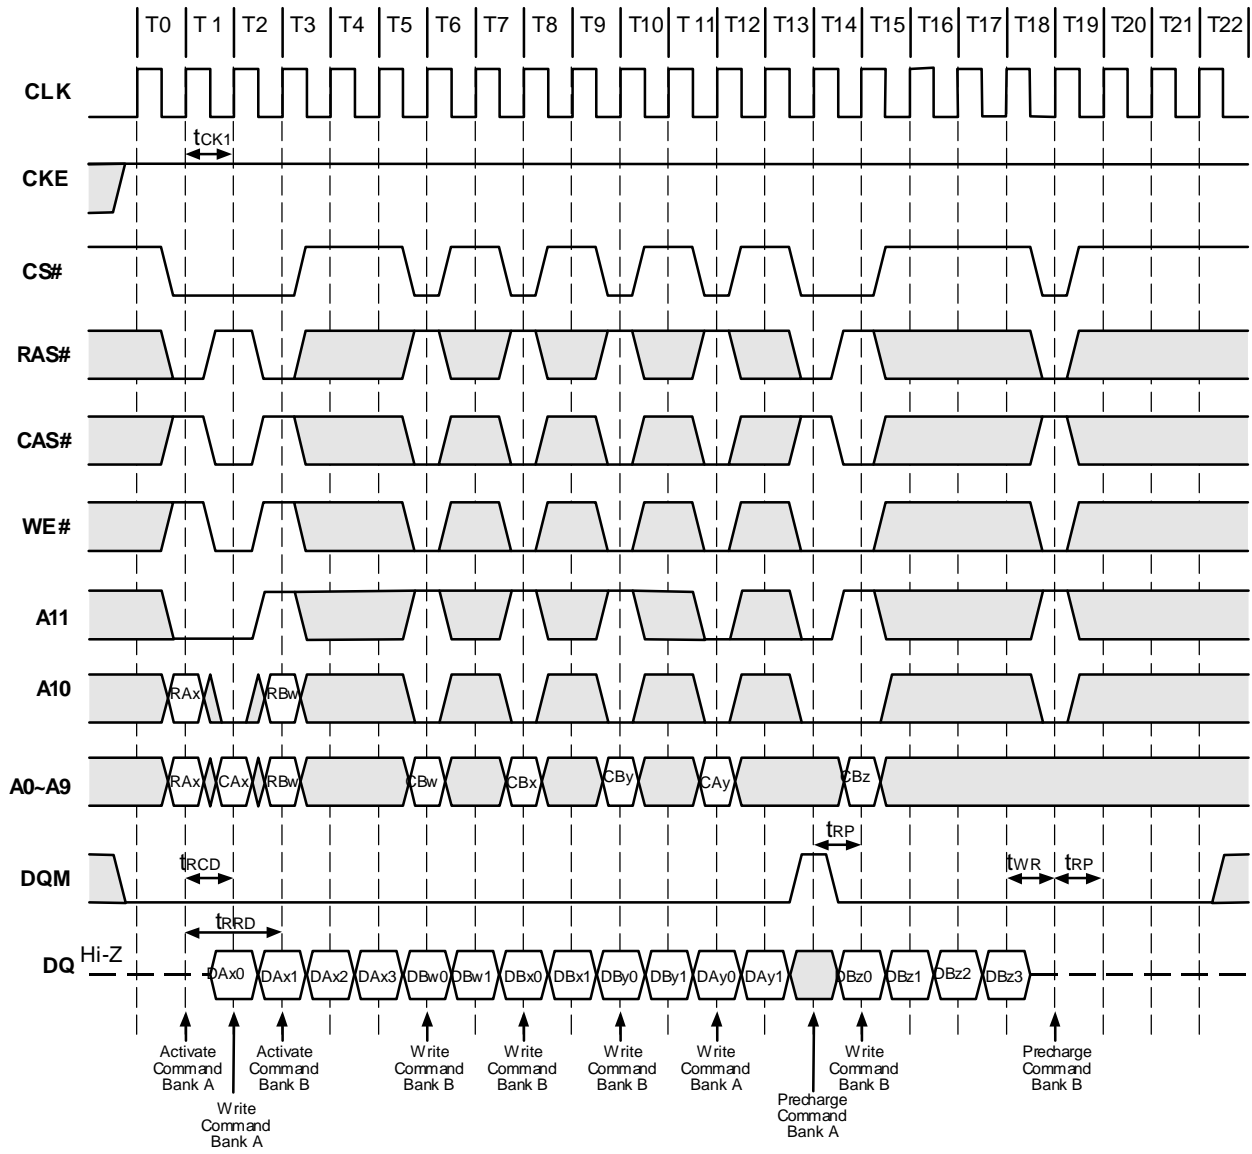 T0 T 1 T2 T3 T4 T5 T6 T7 T8 T9 T10 T 11 T12 T13 T14 T15 T16 T17 T18 T19 T20 T21 T22
CLK
tCK1
CKE
CS#
RAS#
CAS#
WE#
A11
A10
RAx RBw
A0~A9
RAx CAx RBw CBw CBx CBy CAy CBz
tRP
DQM
tRCD tWR tRP
tRRD
DQ Hi-Z
DAx0 DAx1 DAx2 DAx3 DBw0 DBw1 DBx0 DBx1 DBy0 DBy1 DAy0 DAy1 DBz0 DBz1 DBz2 DBz3
Activate
Command
Bank A
Write
Command
Bank A
Activate
Command
Bank B
Write
Command
Bank B
Write
Command
Bank B
Write
Command
Bank B
Write
Command
Bank A
Precharge
Command
Bank A
Write
Command
Bank B
Precharge
Command
Bank B